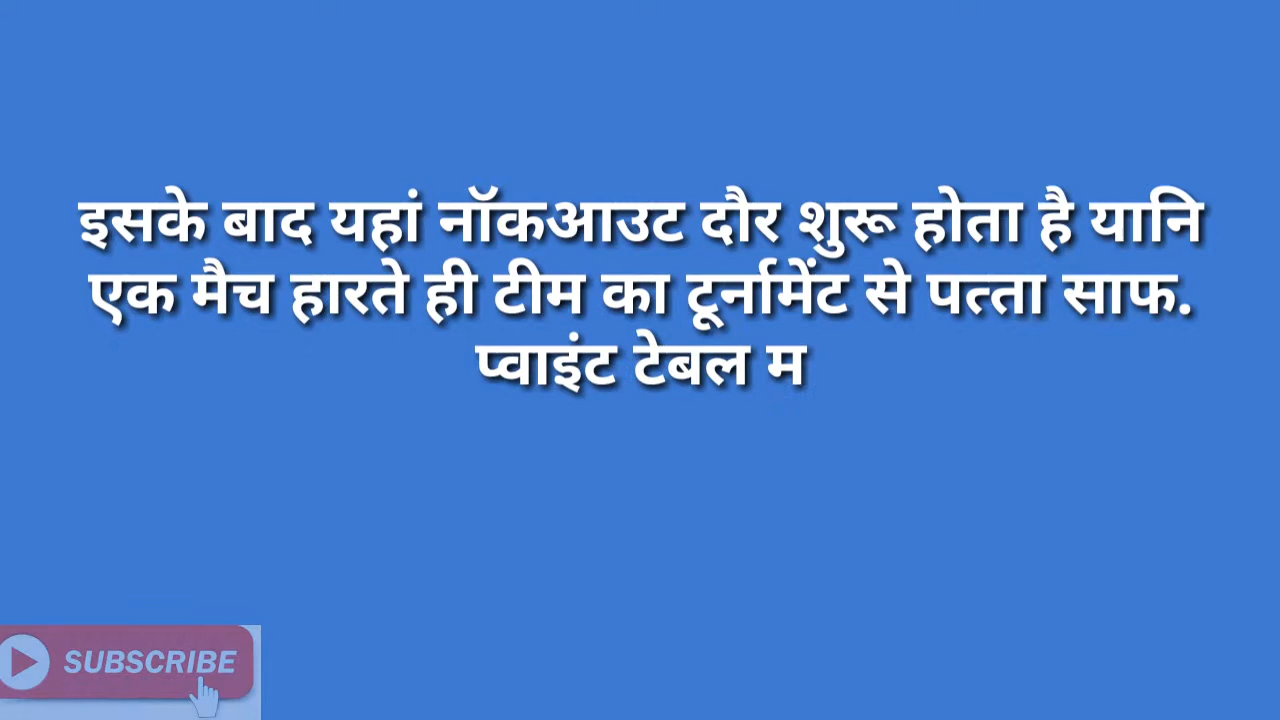 इसके बाद यहां नॉकआउट दौर शुरू होता है यानि
एक मैच हारते ही टीम का टूर्नामेंट से पत्ता साफ.
प्वाइंट टेबल म
SUBSCRIBE